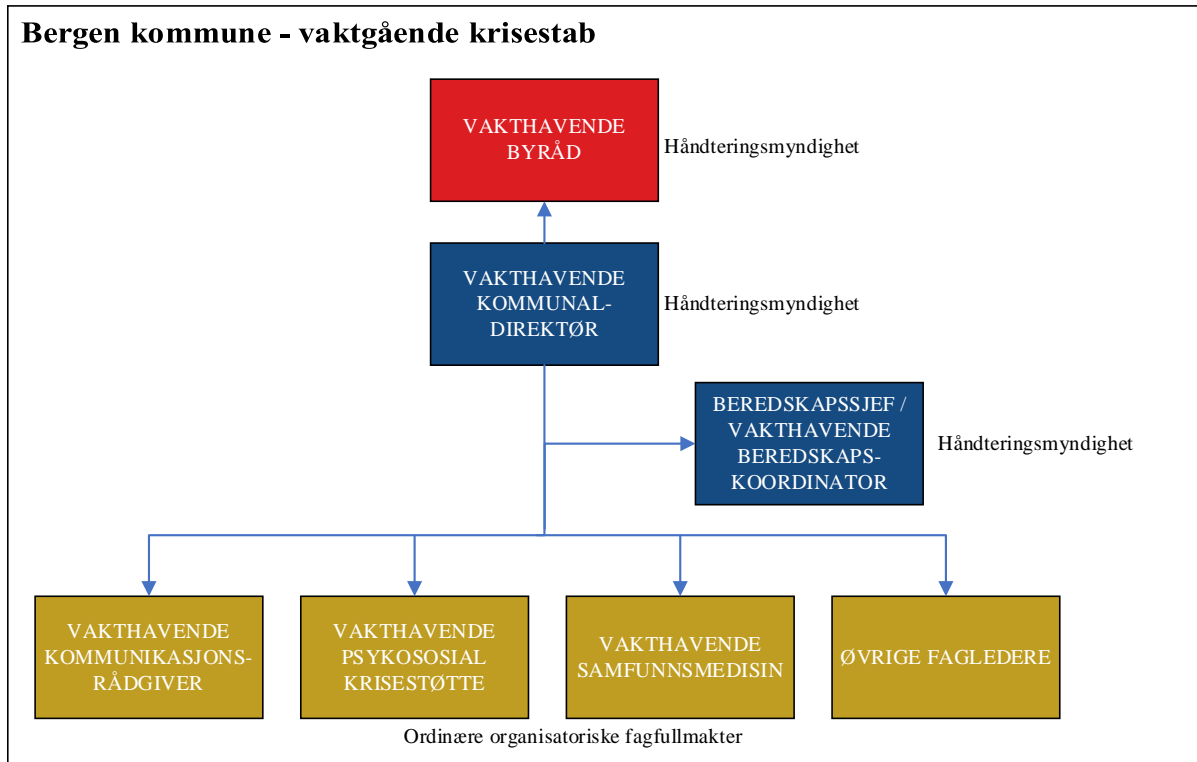 Bergen kommune - vaktgående krisestab
VAKTHAVENDE
BYRÅD
Håndteringsmyndighet
VAKTHAVENDE
KOMMUNAL-
DIREKTØR
Håndteringsmyndighet
BEREDSKAPSSJEF /
VAKTHAVENDE
BEREDSKAPS-
KOORDINATOR
Håndteringsmyndighet
VAKTHAVENDE
KOMMUNIKASJONS-
RÅDGIVER
VAKTHAVENDE
PSYKOSOSIAL
KRISESTØTTE
VAKTHAVENDE
SAMFUNNSMEDISIN
ØVRIGE FAGLEDERE
Ordinære organisatoriske fagfullmakter